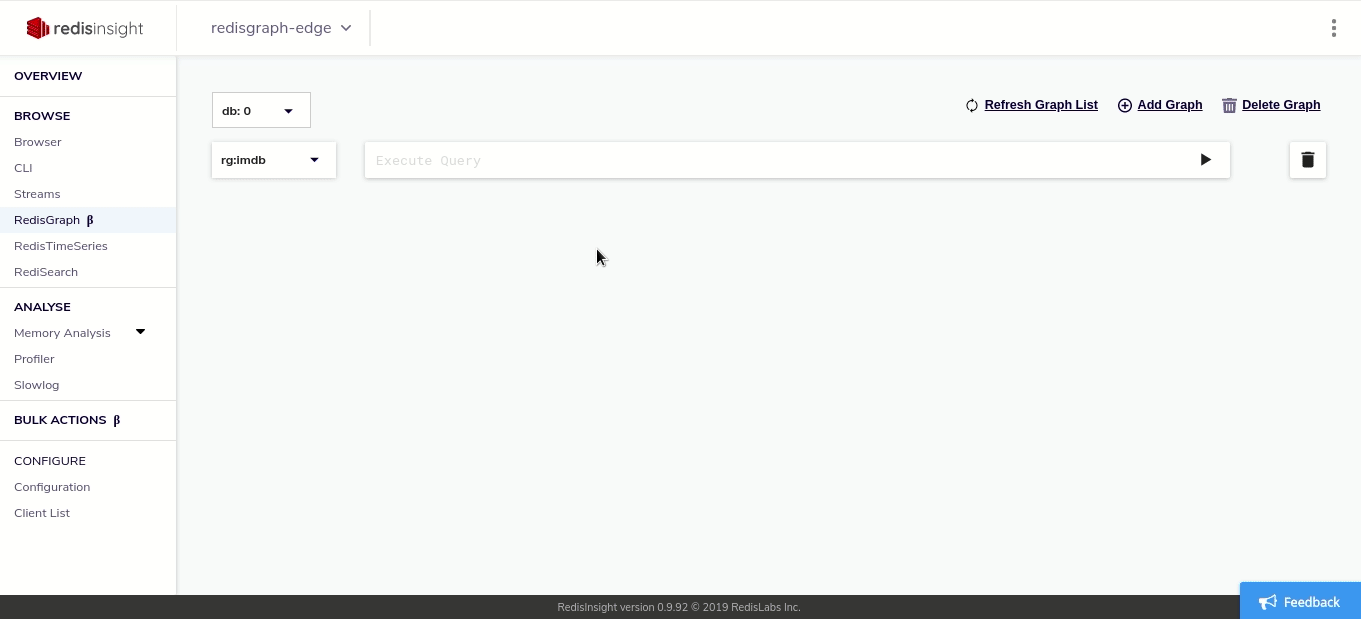 redisinsight
redisgraph-edge
OVERVIEW
BROWSE
Browser
CLI
Streams
RedisGraph β
RedisTimeSeries
RediSearch
ANALYSE
Memory Analysis
Profiler
Slowlog
BULK ACTIONS β
CONFIGURE
Configuration
Client List
db: 0
Refresh Graph List
Add Graph
Delete Graph
rg:imdb
Execute Query
RedisInsight version 0.9.92 © 2019 RedisLabs Inc.
Feedback